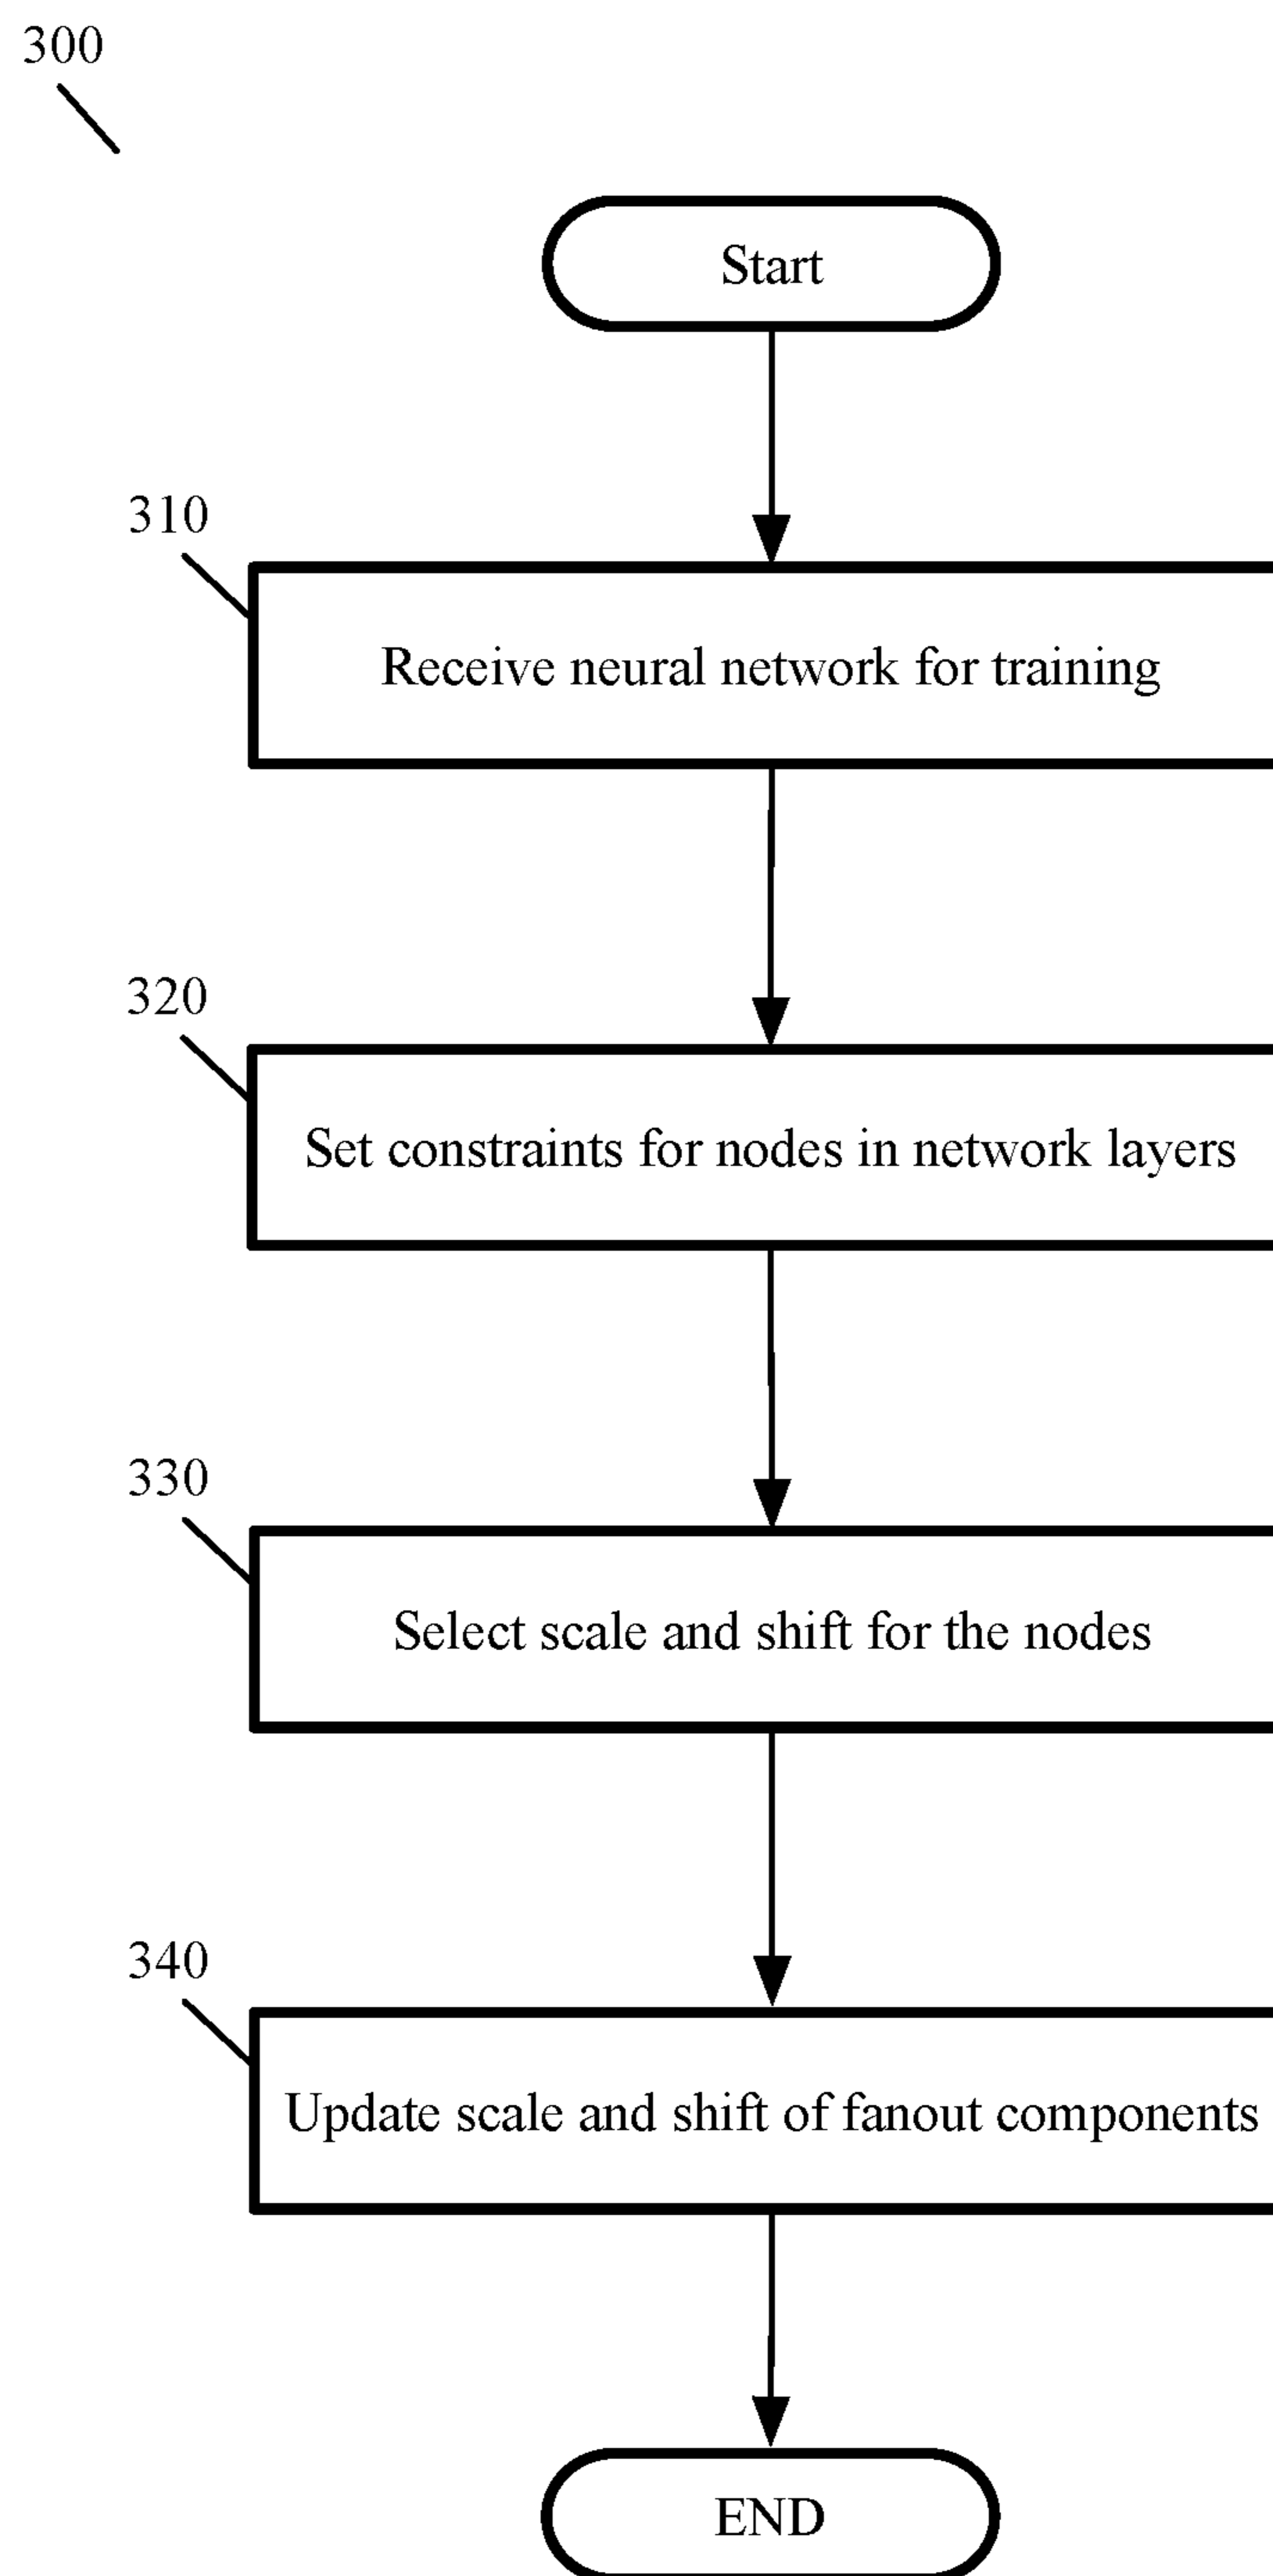 300
Start
310
Receive neural network for training
320
Set constraints for nodes in network layers
330
Select scale and shift for the nodes
340
Update scale and shift of fanout components
END